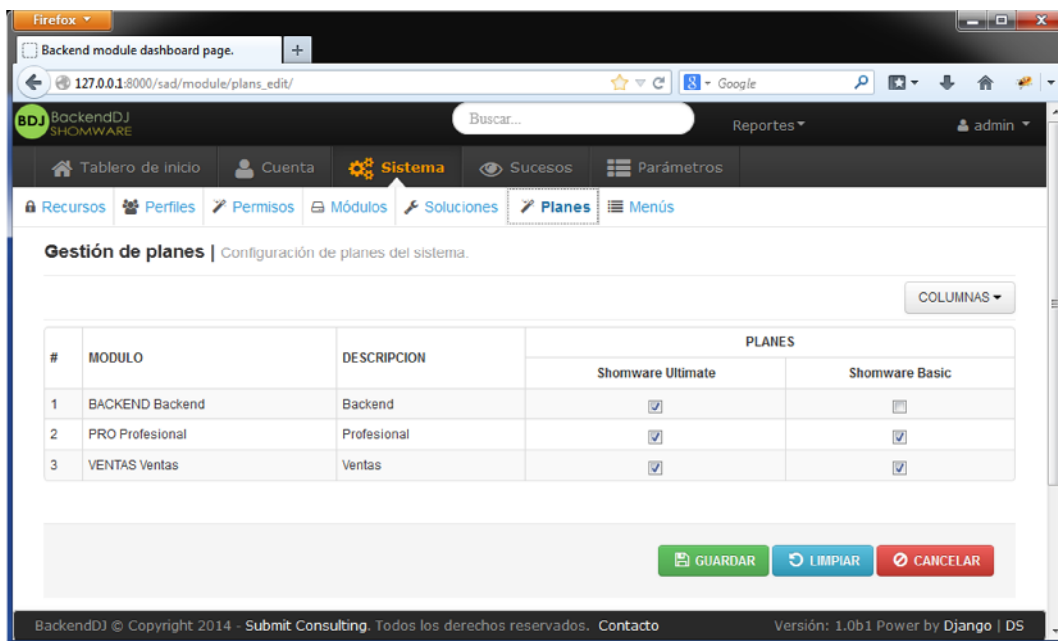 Firefox
Backend module dashboard page.
127.0.0.1:8000/sad/module/plans_edit/
8 Google
BDJ BackendDJ
SHOMWARE
Buscar...
Reportes
admin
Tablero de inicio Cuenta Sistema Sucesos Parámetros
Recursos Perfiles Permisos Módulos Soluciones Planes Menús
Gestión de planes | Configuración de planes del sistema.
COLUMNAS
# MODULO DESCRIPCION PLANES
Shomware Ultimate Shomware Basic
1 BACKEND Backend Backend
2 PRO Profesional Profesional
3 VENTAS Ventas Ventas
GUARDAR LIMPIAR CANCELAR
BackendDJ © Copyright 2014 - Submit Consulting. Todos los derechos reservados. Contacto Versión: 1.0b1 Power by Django | DS